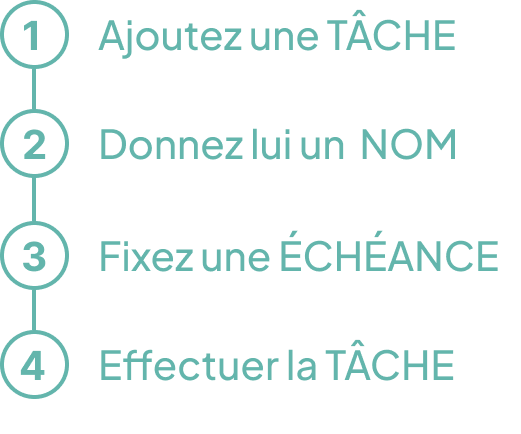 1 Ajoutez une TÂCHE
2 Donnez lui un NOM
3 Fixez une ÉCHÉANCE
4 Effectuer la TÂCHE